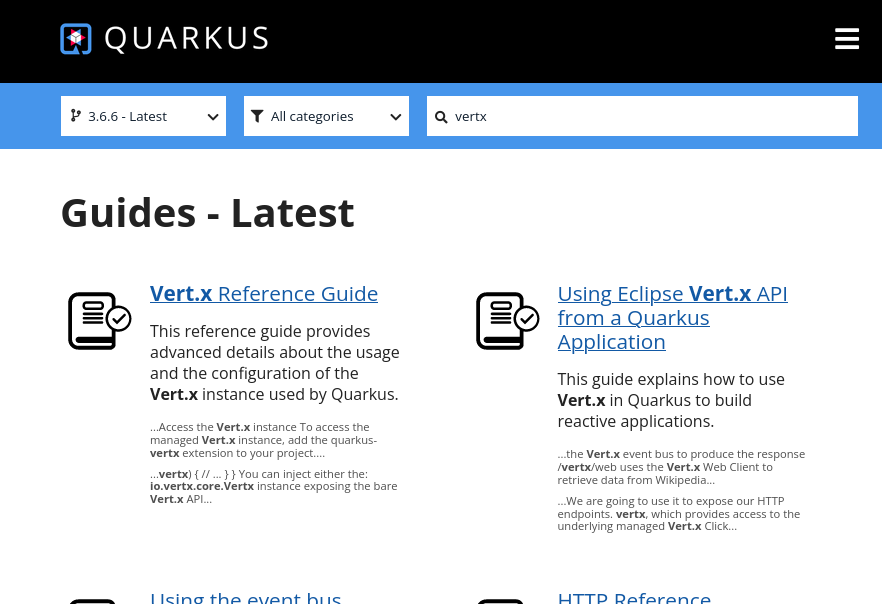 QUARKUS
3.6.6 - Latest
All categories
vertx
Guides - Latest
Vert.x Reference Guide
This reference guide provides
advanced details about the usage
and the configuration of the
Vert.x instance used by Quarkus.
...Access the Vert.x instance To access the
managed Vert.x instance, add the quarkus-
vertx extension to your project....
...vertx) { // ... } } You can inject either the:
io.vertx.core.Vertx instance exposing the bare
Vert.x API...
Using Eclipse Vert.x API
from a Quarkus
Application
This guide explains how to use
Vert.x in Quarkus to build
reactive applications.
...the Vert.x event bus to produce the response
/vertx/web uses the Vert.x Web Client to
retrieve data from Wikipedia...
...We are going to use it to expose our HTTP
endpoints. vertx, which provides access to the
underlying managed Vert.x Click...
Using the event bus
HTTP Reference